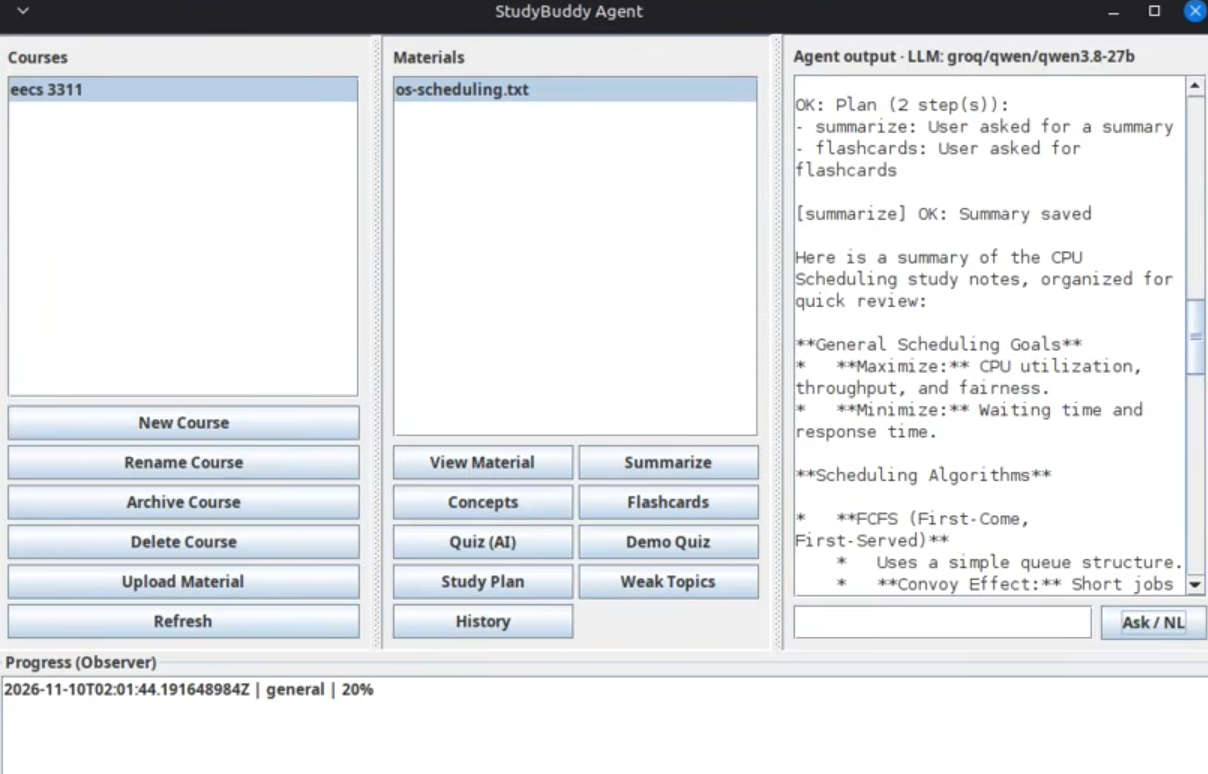 StudyBuddy Agent
Courses
eecs 3311
New Course
Rename Course
Archive Course
Delete Course
Upload Material
Refresh
Materials
os-scheduling.txt
View Material
Summarize
Concepts
Flashcards
Quiz (AI)
Demo Quiz
Study Plan
Weak Topics
History
Agent output · LLM: groq/qwen/qwen3.8-27b
OK: Plan (2 step(s)):
- summarize: User asked for a summary
- flashcards: User asked for
flashcards
[summarize] OK: Summary saved
Here is a summary of the CPU
Scheduling study notes, organized for
quick review:
**General Scheduling Goals**
*   **Maximize:** CPU utilization,
throughput, and fairness.
*   **Minimize:** Waiting time and
response time.
**Scheduling Algorithms**
*   **FCFS (First-Come,
First-Served)**
    *   Uses a simple queue structure.
    *   **Convoy Effect:** Short jobs
Ask / NL
Progress (Observer)
2026-11-10T02:01:44.191648984Z | general | 20%